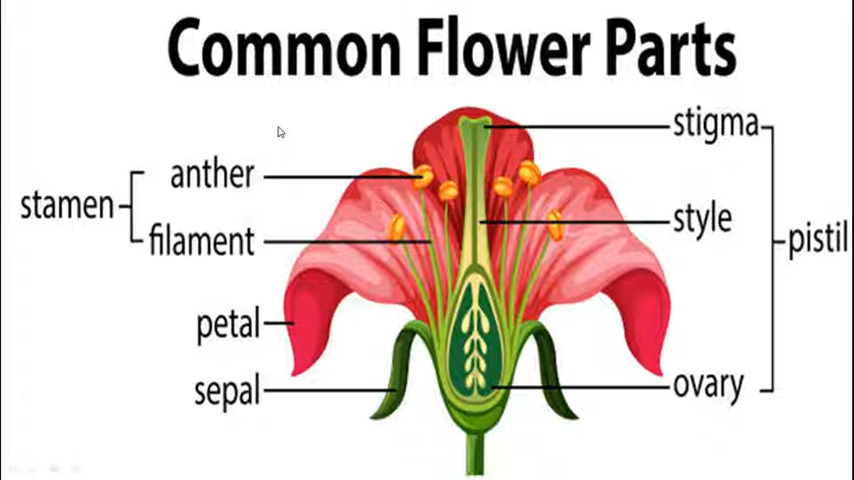 Common Flower Parts
stigma
anther
stamen
style
filament
pistil
petal
sepal
ovary